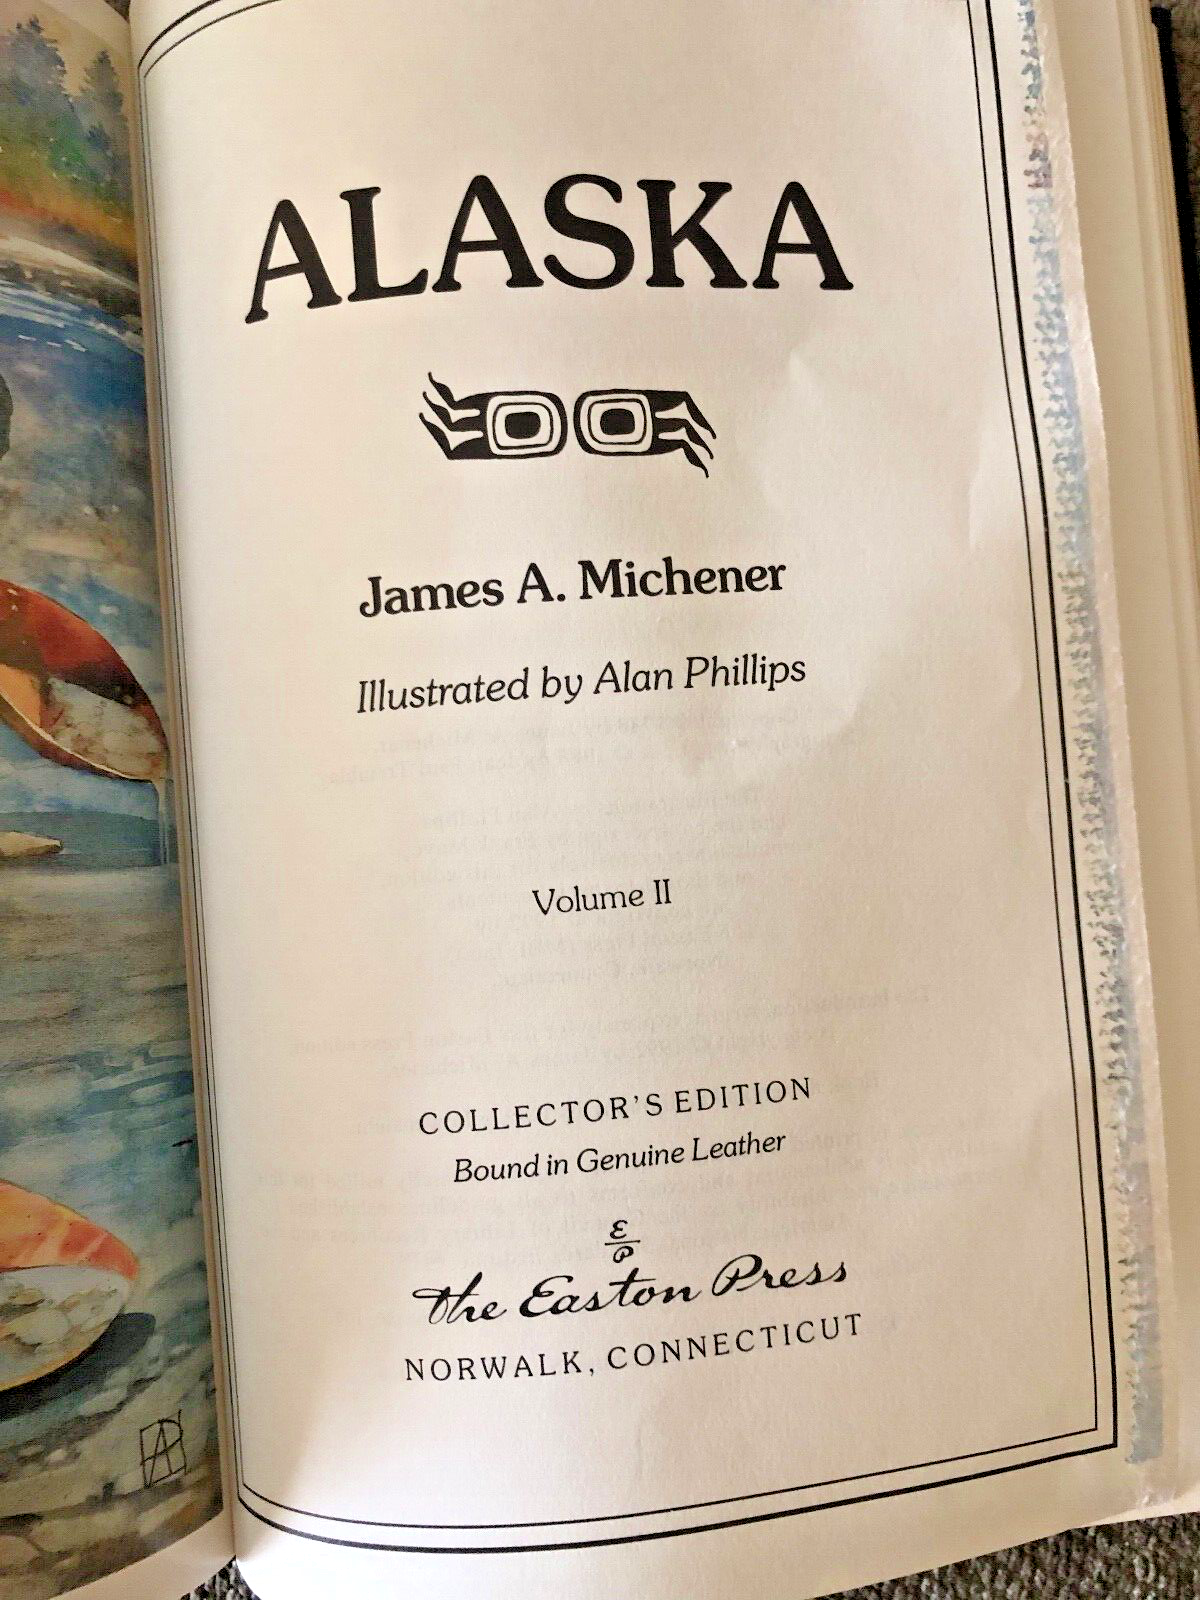 ALASKA
James A. Michener
Illustrated by Alan Phillips
Volume II
COLLECTOR'S EDITION
Bound in Genuine Leather
E
P
The Easton Press
NORWALK, CONNECTICUT
AP